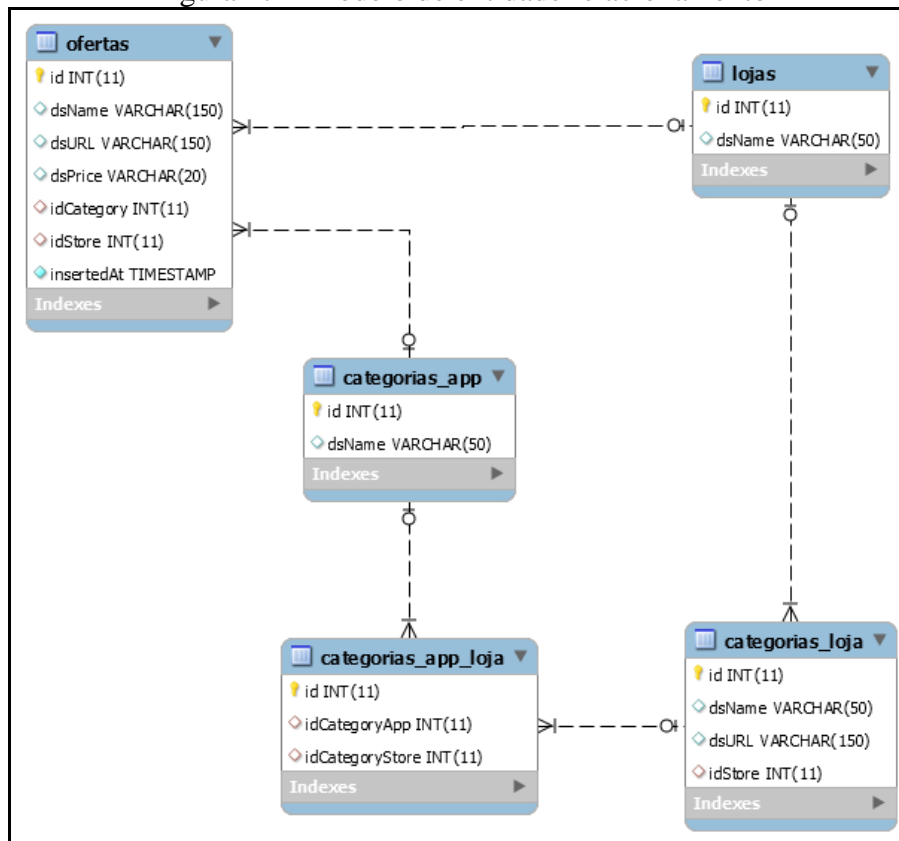 ofertas
id INT(11)
dsName VARCHAR(150)
dsURL VARCHAR(150)
dsPrice VARCHAR(20)
idCategory INT(11)
idStore INT(11)
insertedAt TIMESTAMP
Indexes
lojas
id INT(11)
dsName VARCHAR(50)
Indexes
categorias_app
id INT(11)
dsName VARCHAR(50)
Indexes
categorias_app_loja
id INT(11)
idCategoryApp INT(11)
idCategoryStore INT(11)
Indexes
categorias_loja
id INT(11)
dsName VARCHAR(50)
dsURL VARCHAR(150)
idStore INT(11)
Indexes